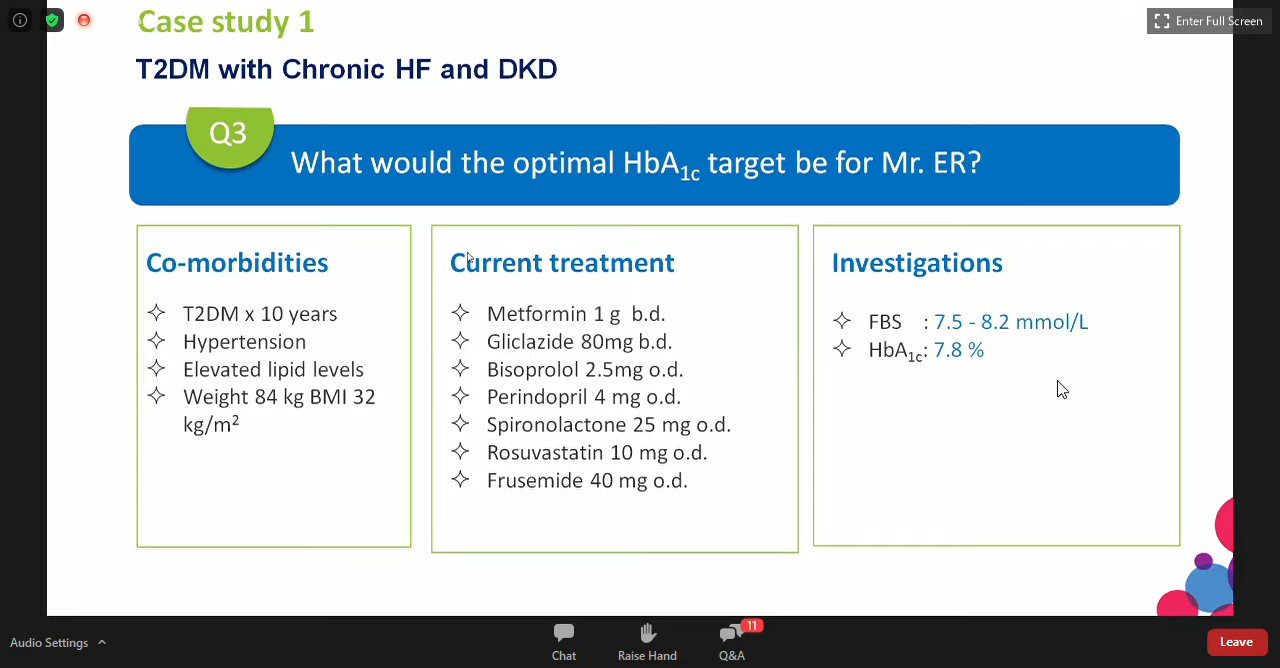 Case study 1
Enter Full Screen
T2DM with Chronic HF and DKD
Q3
What would the optimal HbA1c target be for Mr. ER?
Co-morbidities
T2DM x 10 years
Hypertension
Elevated lipid levels
Weight 84 kg BMI 32
kg/m²
Current treatment
Metformin 1 g b.d.
Gliclazide 80mg b.d.
Bisoprolol 2.5mg o.d.
Perindopril 4 mg o.d.
Spironolactone 25 mg o.d.
Rosuvastatin 10 mg o.d.
Frusemide 40 mg o.d.
Investigations
FBS : 7.5 - 8.2 mmol/L
HbA1c: 7.8 %
Audio Settings
Chat
Raise Hand
11
Q&A
Leave